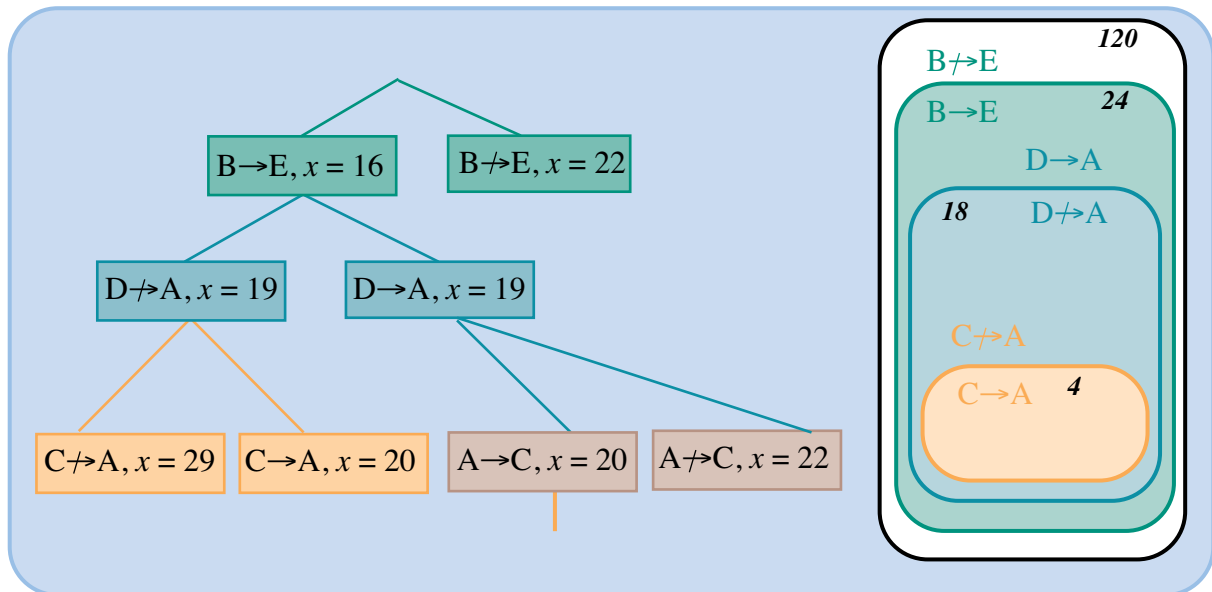 B↛E
120
B→E
24
D→A
18
D↛A
C↛A
C→A
4
B→E, x = 16
B↛E, x = 22
D↛A, x = 19
D→A, x = 19
C↛A, x = 29
C→A, x = 20
A→C, x = 20
A↛C, x = 22